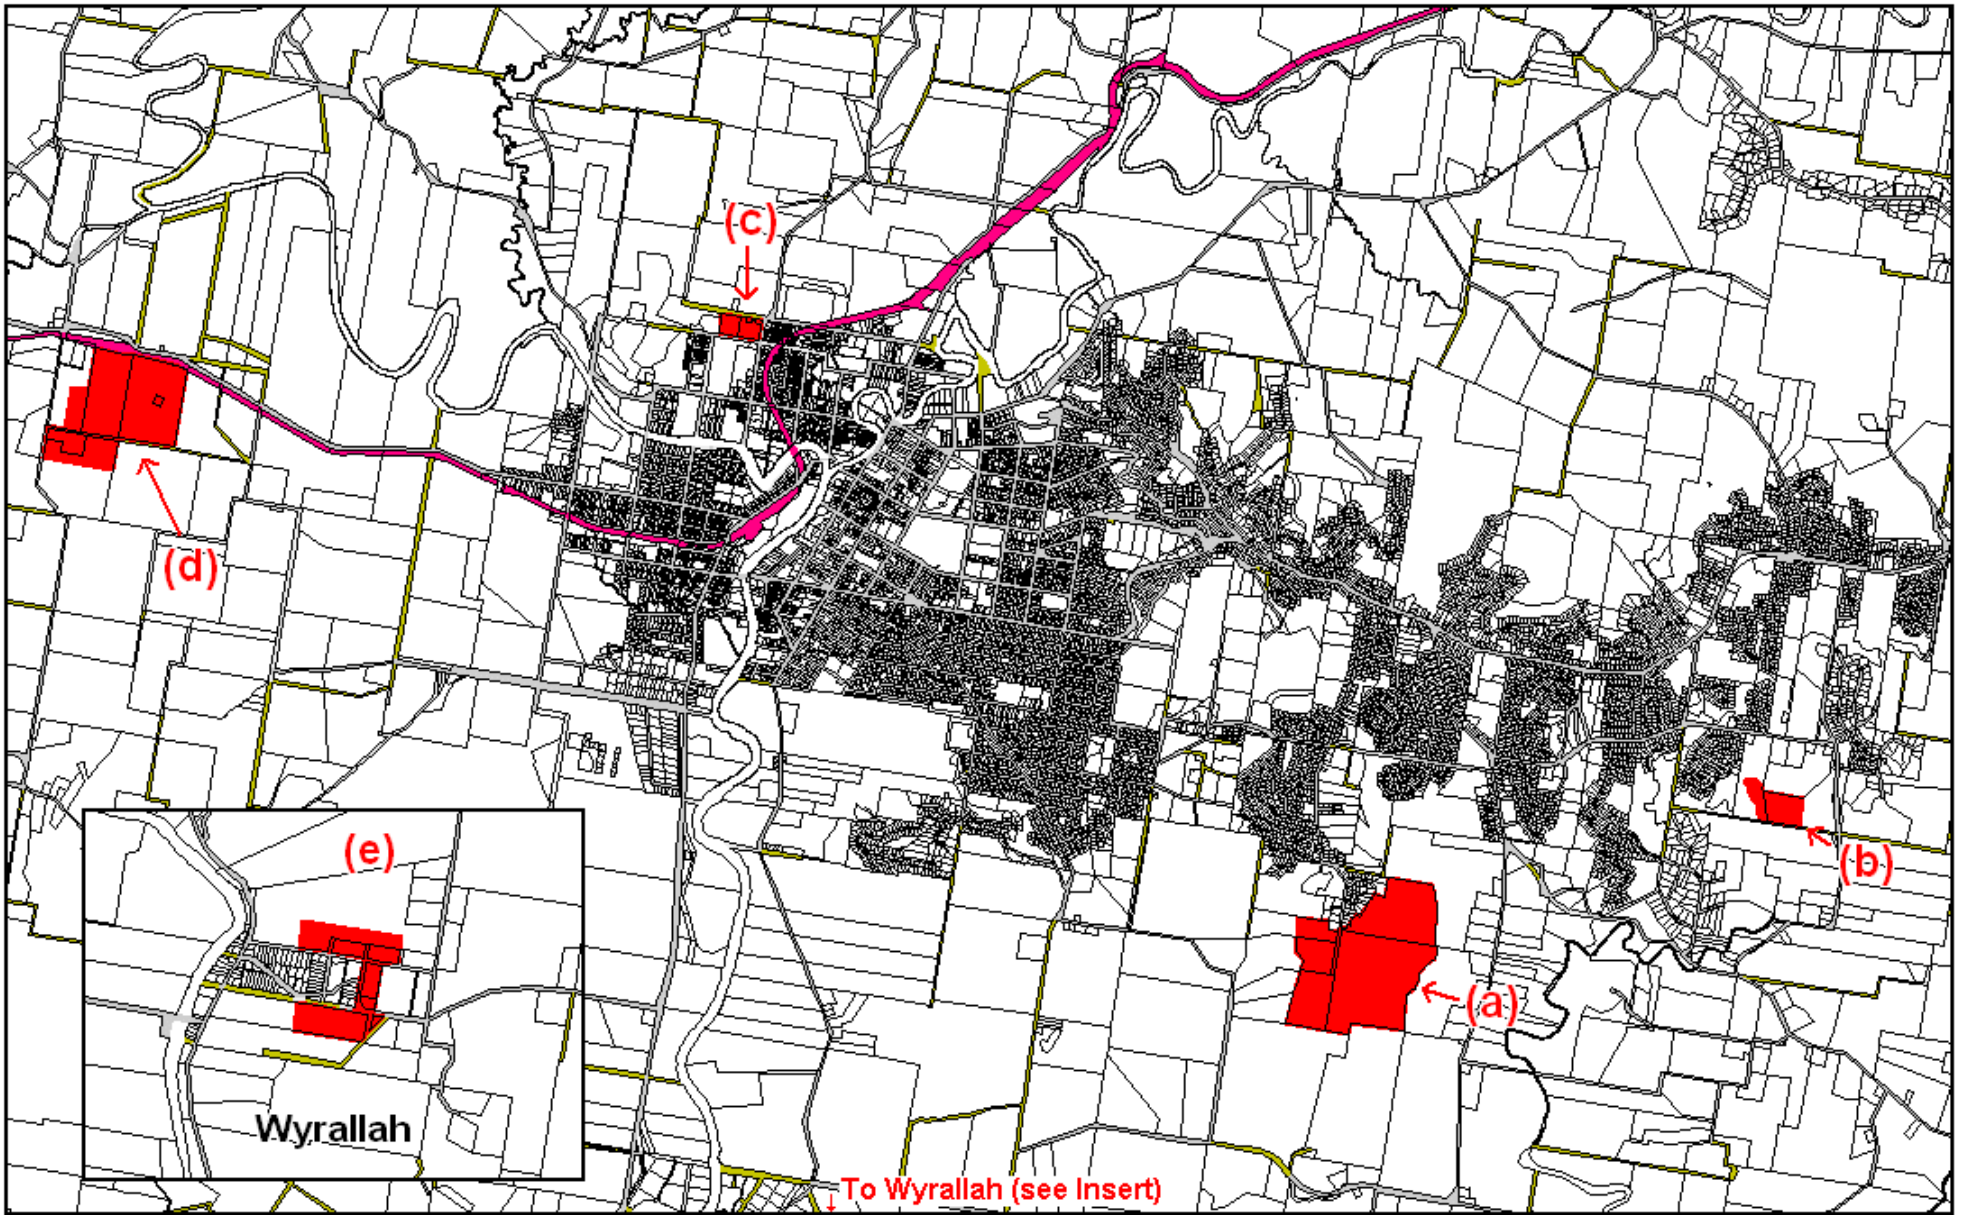 (c)
(d)
(b)
(e)
(a)
Wyrallah
To Wyrallah (see Insert)